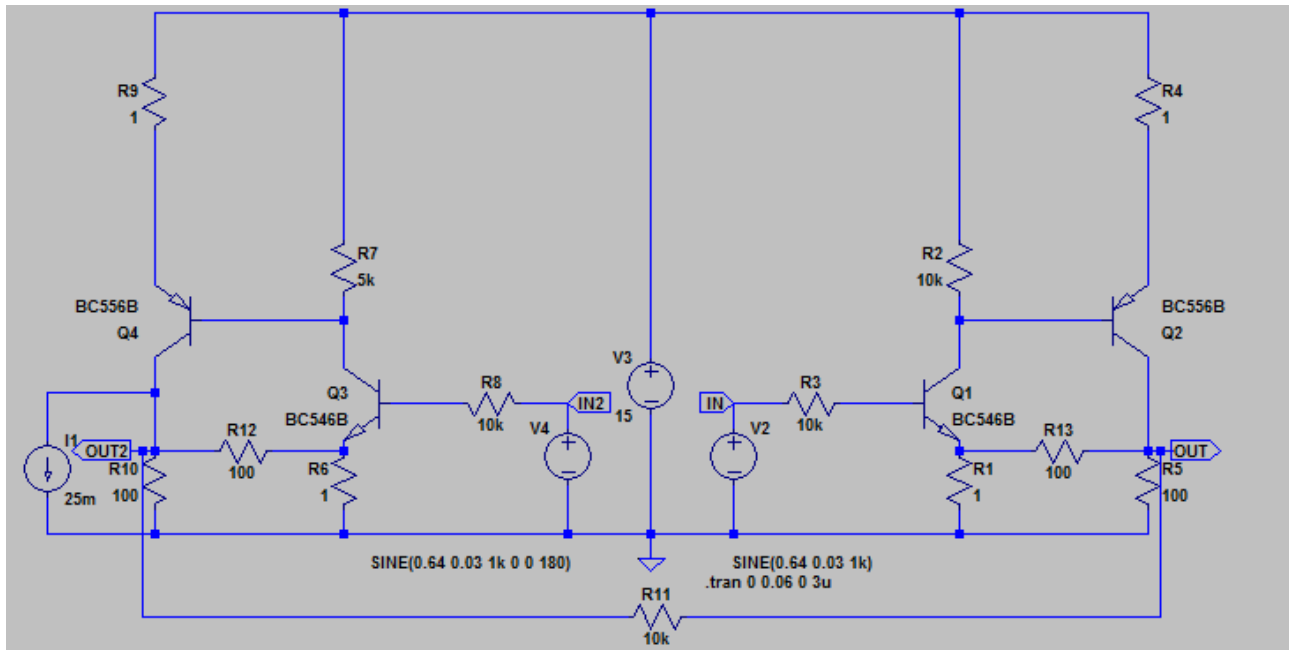 R9
1
R4
1
R7
5k
R2
10k
BC556B
Q4
BC556B
Q2
V3
15
Q3
BC546B
R8
10k
IN2
V4
IN
V2
R3
10k
Q1
BC546B
I1
25m
OUT2
R10
100
R12
100
R6
1
R1
1
R13
100
OUT
R5
100
SINE(0.64 0.03 1k 0 0 180)
SINE(0.64 0.03 1k)
.tran 0 0.06 0 3u
R11
10k